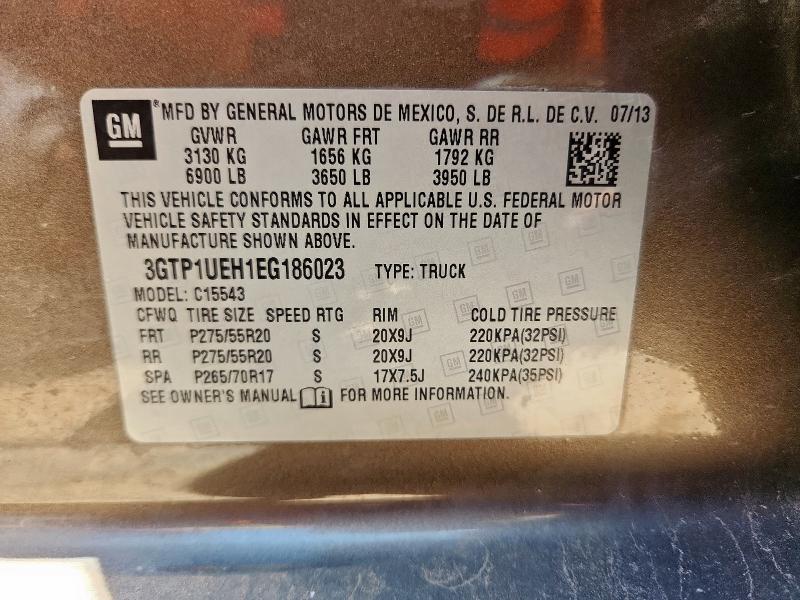 GM ® MFD BY GENERAL MOTORS DE MEXICO, S. DE R.L. DE C.V. 07/13
GVWR GAWR FRT GAWR RR
3130 KG 1656 KG 1792 KG
6900 LB 3650 LB 3950 LB
THIS VEHICLE CONFORMS TO ALL APPLICABLE U.S. FEDERAL MOTOR
VEHICLE SAFETY STANDARDS IN EFFECT ON THE DATE OF
MANUFACTURE SHOWN ABOVE.
3GTP1UEH1EG186023 TYPE: TRUCK
MODEL: C15543
CFWQ TIRE SIZE SPEED RTG RIM COLD TIRE PRESSURE
FRT P275/55R20 S 20X9J 220KPA(32PSI)
RR P275/55R20 S 20X9J 220KPA(32PSI)
SPA P265/70R17 S 17X7.5J 240KPA(35PSI)
SEE OWNER'S MANUAL FOR MORE INFORMATION.